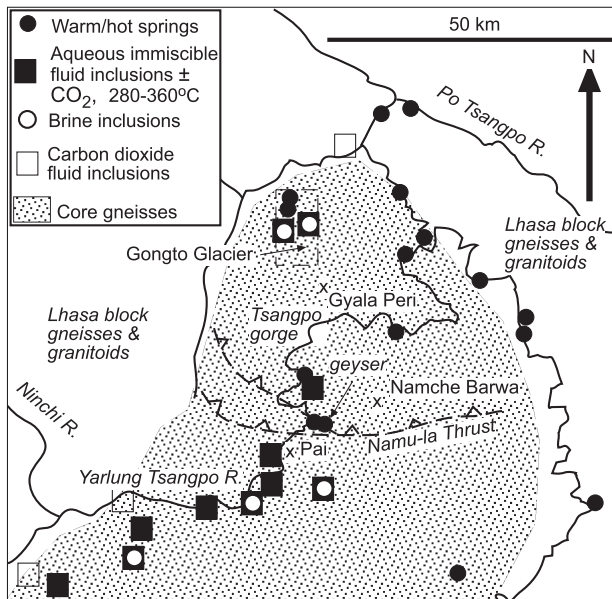 Warm/hot springs
Aqueous immiscible
fluid inclusions ±
CO₂, 280-360ºC
Brine inclusions
Carbon dioxide
fluid inclusions
Core gneisses
50 km
N
Po Tsangpo R.
Lhasa block
gneisses &
granitoids
Gongto Glacier
Gyala Peri
Lhasa block
gneisses &
granitoids
Tsangpo
gorge
geyser
Namche Barwa
Ninchi R.
Namu-la Thrust
x Pai
Yarlung Tsangpo R.